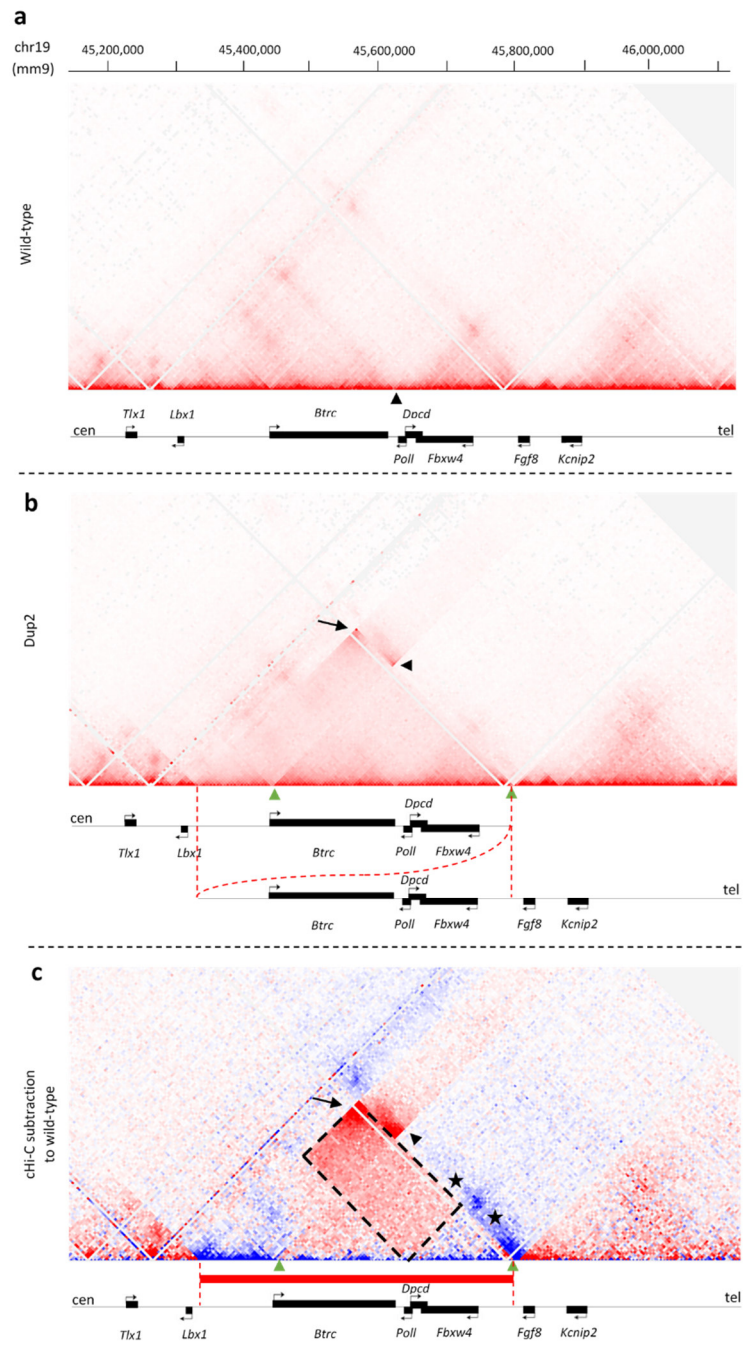 a
chr19
(mm9)
45,200,000 45,400,000 45,600,000 45,800,000 46,000,000
Wild-type
Tlx1 Lbx1 Btrc Dpcd
cen tel
Poll Fbxw4 Fgf8 Kcnip2
b
Dup2
Dpcd
cen
Tlx1 Lbx1 Btrc Poll Fbxw4
Dpcd
tel
Btrc Poll Fbxw4 Fgf8 Kcnip2
c
cHi-C subtraction
to wild-type
Dpcd
cen tel
Tlx1 Lbx1 Btrc Poll Fbxw4 Fgf8 Kcnip2